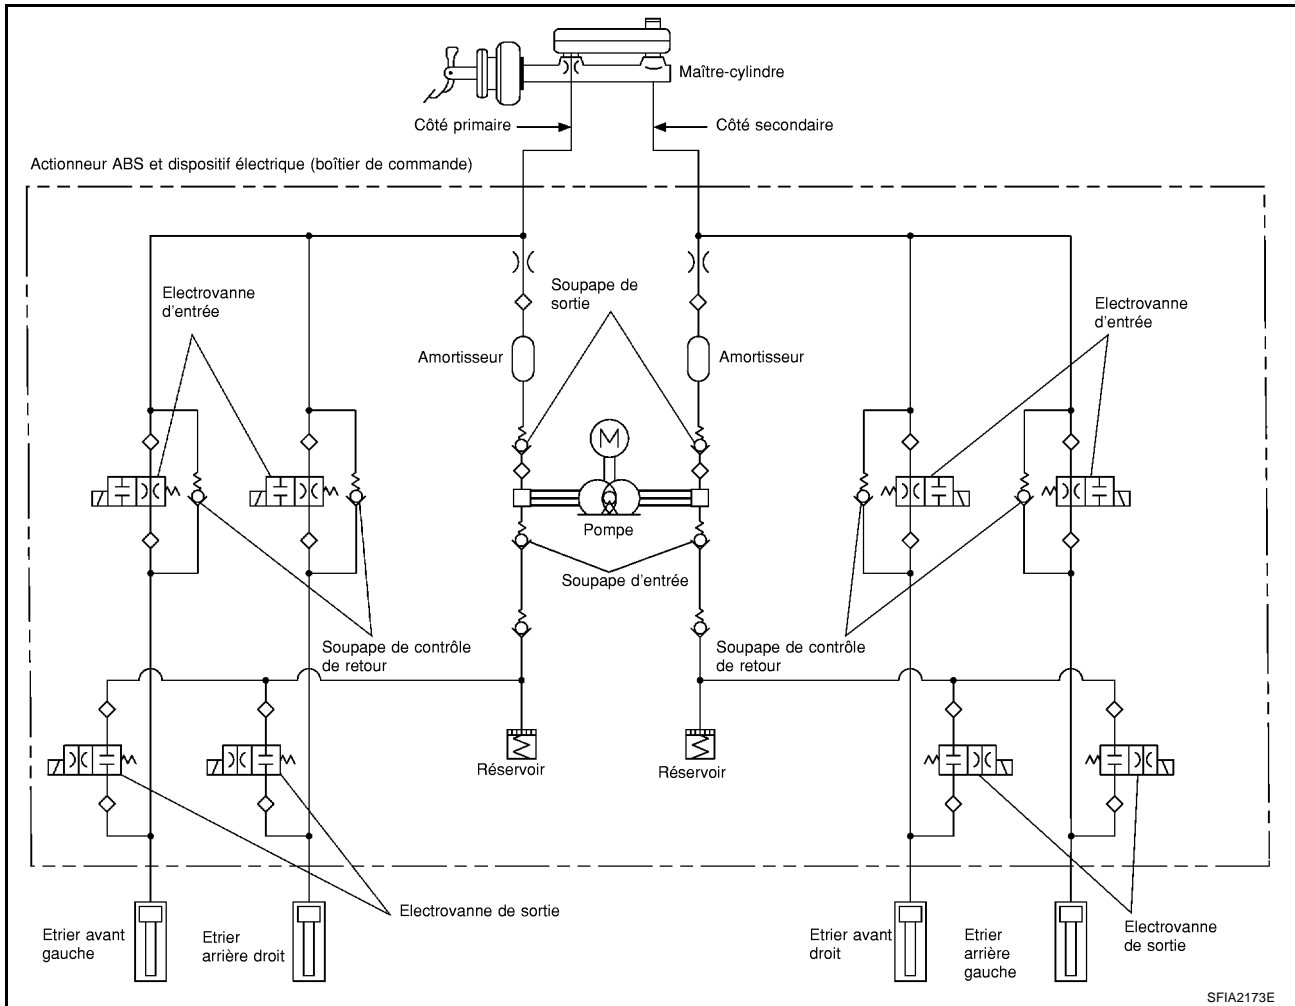 Maître-cylindre
Côté primaire
Côté secondaire
Actionneur ABS et dispositif électrique (boîtier de commande)
Electrovanne
d'entrée
Soupape de
sortie
Electrovanne
d'entrée
Amortisseur
Amortisseur
M
Pompe
Soupape d'entrée
Soupape de contrôle
de retour
Soupape de contrôle
de retour
Réservoir
Réservoir
Electrovanne de sortie
Electrovanne
de sortie
Etrier avant
gauche
Etrier
arrière droit
Etrier avant
droit
Etrier
arrière
gauche
SFIA2173E